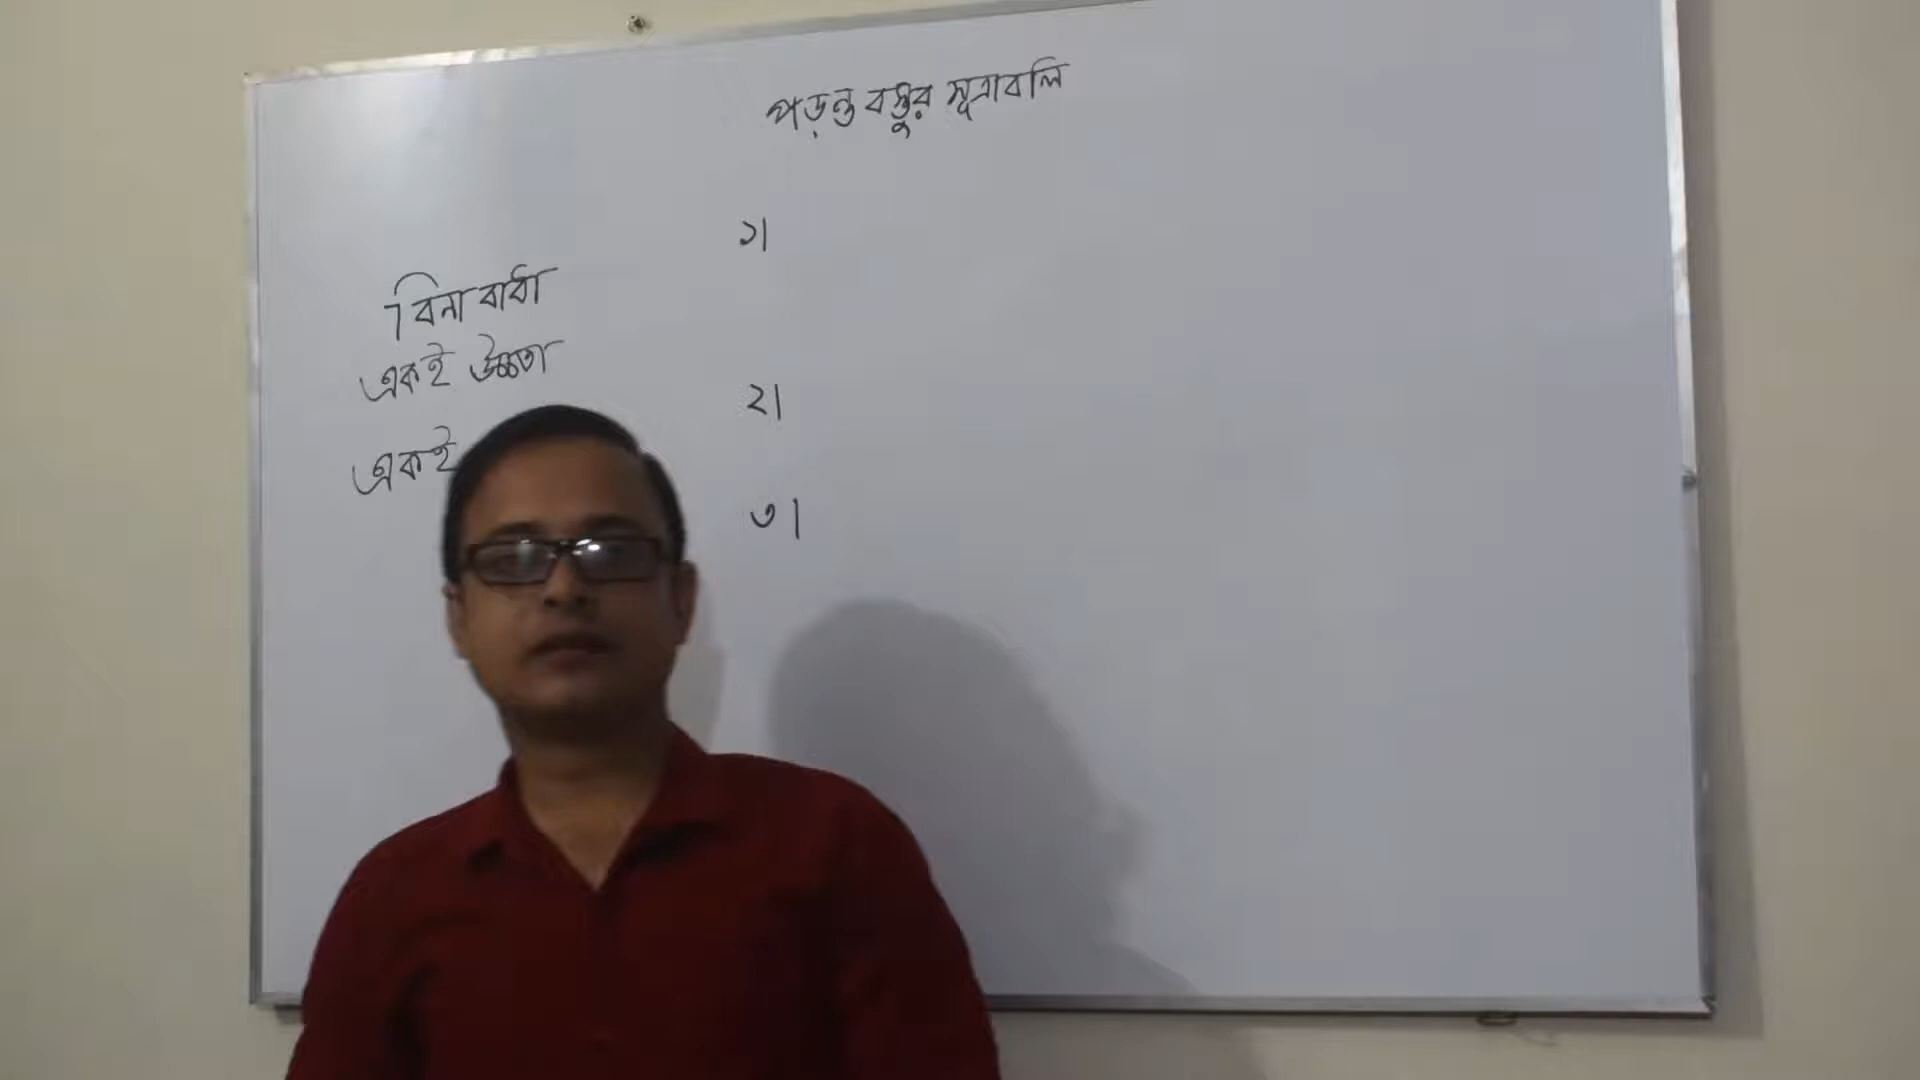 পড়ন্ত বস্তুর সূত্রাবলি
১।
বিনা বাধা
একই উচ্চতা
২।
একই
৩।